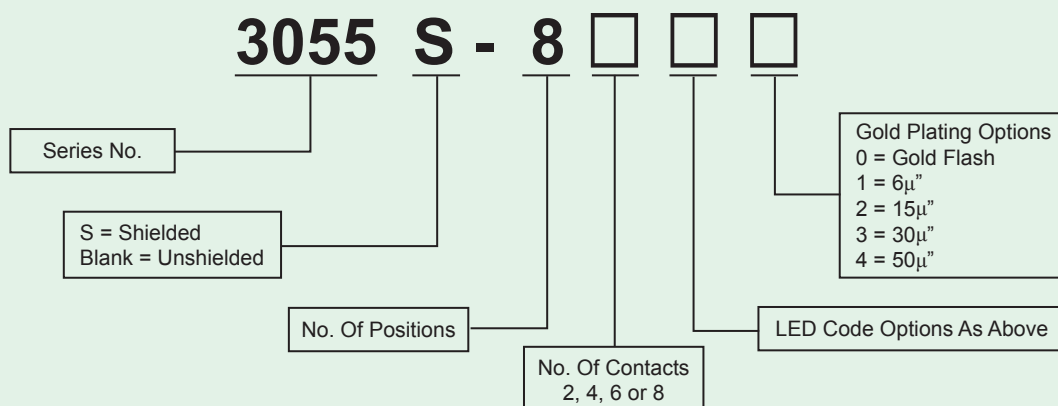 3055 S - 8 □ □ □
Series No.
S = Shielded
Blank = Unshielded
No. Of Positions
No. Of Contacts
2, 4, 6 or 8
LED Code Options As Above
Gold Plating Options
0 = Gold Flash
1 = 6μ”
2 = 15μ”
3 = 30μ”
4 = 50μ”